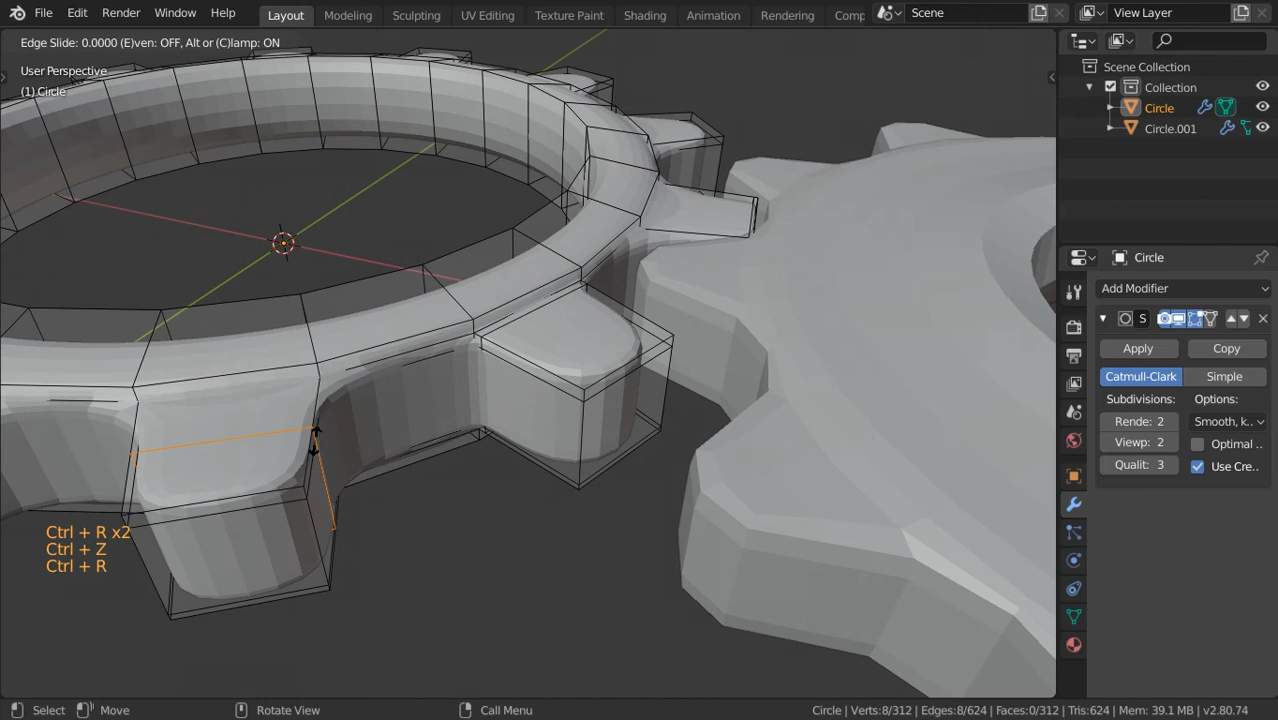 File Edit Render Window Help Layout Modeling Sculpting UV Editing Texture Paint Shading Animation Rendering Comp Scene View Layer
Edge Slide: 0.0000 (E)ven: OFF, Alt or (C)lamp: ON
User Perspective
(1) Circle
Scene Collection
Collection
Circle
Circle.001
Circle
Add Modifier
S
Apply Copy
Catmull-Clark Simple
Subdivisions: Options:
Rende: 2 Smooth, k..
Viewp: 2 Optimal ..
Qualit: 3 Use Cre..
Ctrl + R x2
Ctrl + Z
Ctrl + R
Select Move Rotate View Call Menu Circle | Verts:8/312 | Edges:8/624 | Faces:0/312 | Tris:624 | Mem: 39.1 MB | v2.80.74